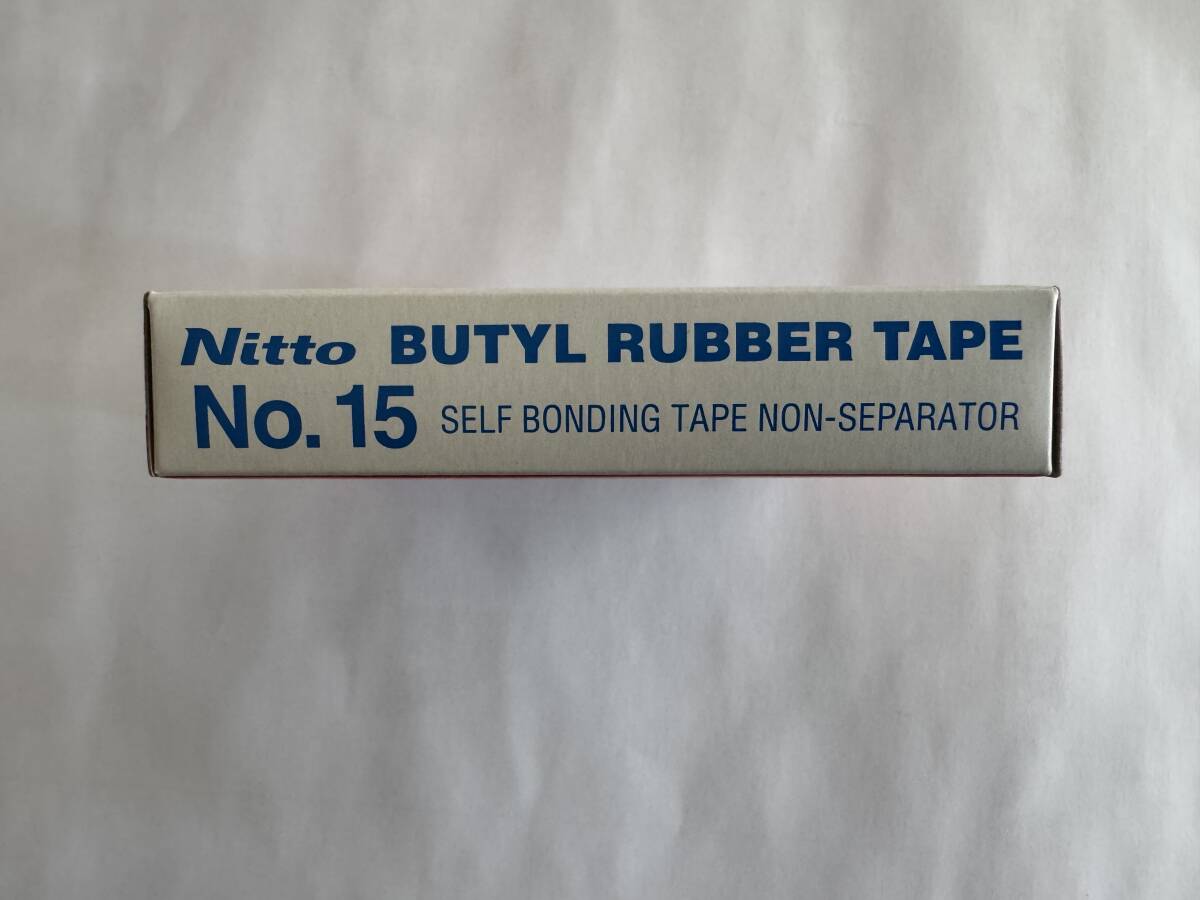 Nitto BUTYL RUBBER TAPE
No. 15 SELF BONDING TAPE NON-SEPARATOR